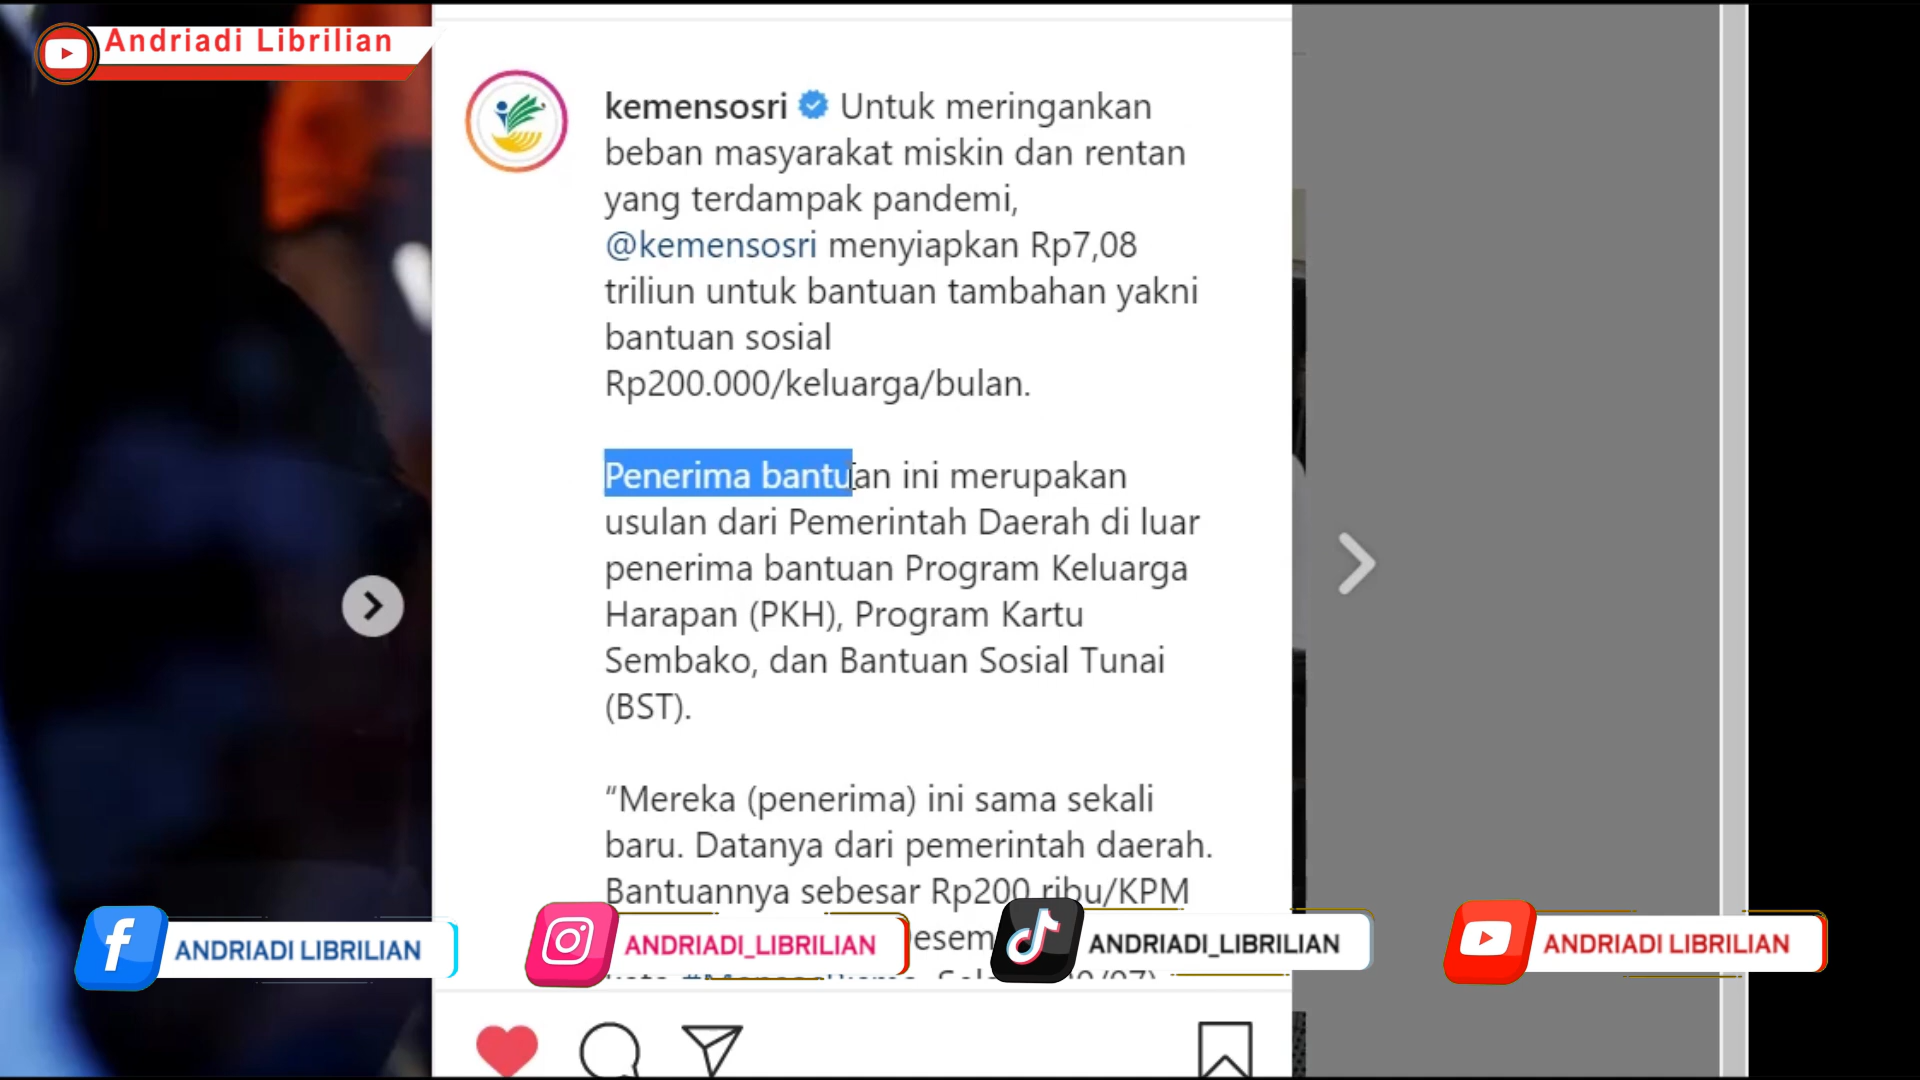 Andriadi Librilian
kemensosri Untuk meringankan
beban masyarakat miskin dan rentan
yang terdampak pandemi,
@kemensosri menyiapkan Rp7,08
triliun untuk bantuan tambahan yakni
bantuan sosial
Rp200.000/keluarga/bulan.
Penerima bantuan ini merupakan
usulan dari Pemerintah Daerah di luar
penerima bantuan Program Keluarga
Harapan (PKH), Program Kartu
Sembako, dan Bantuan Sosial Tunai
(BST).
“Mereka (penerima) ini sama sekali
baru. Datanya dari pemerintah daerah.
Bantuannya sebesar Rp200 ribu/KPM
ANDRIADI LIBRILIAN
ANDRIADI_LIBRILIAN
ANDRIADI_LIBRILIAN
ANDRIADI LIBRILIAN